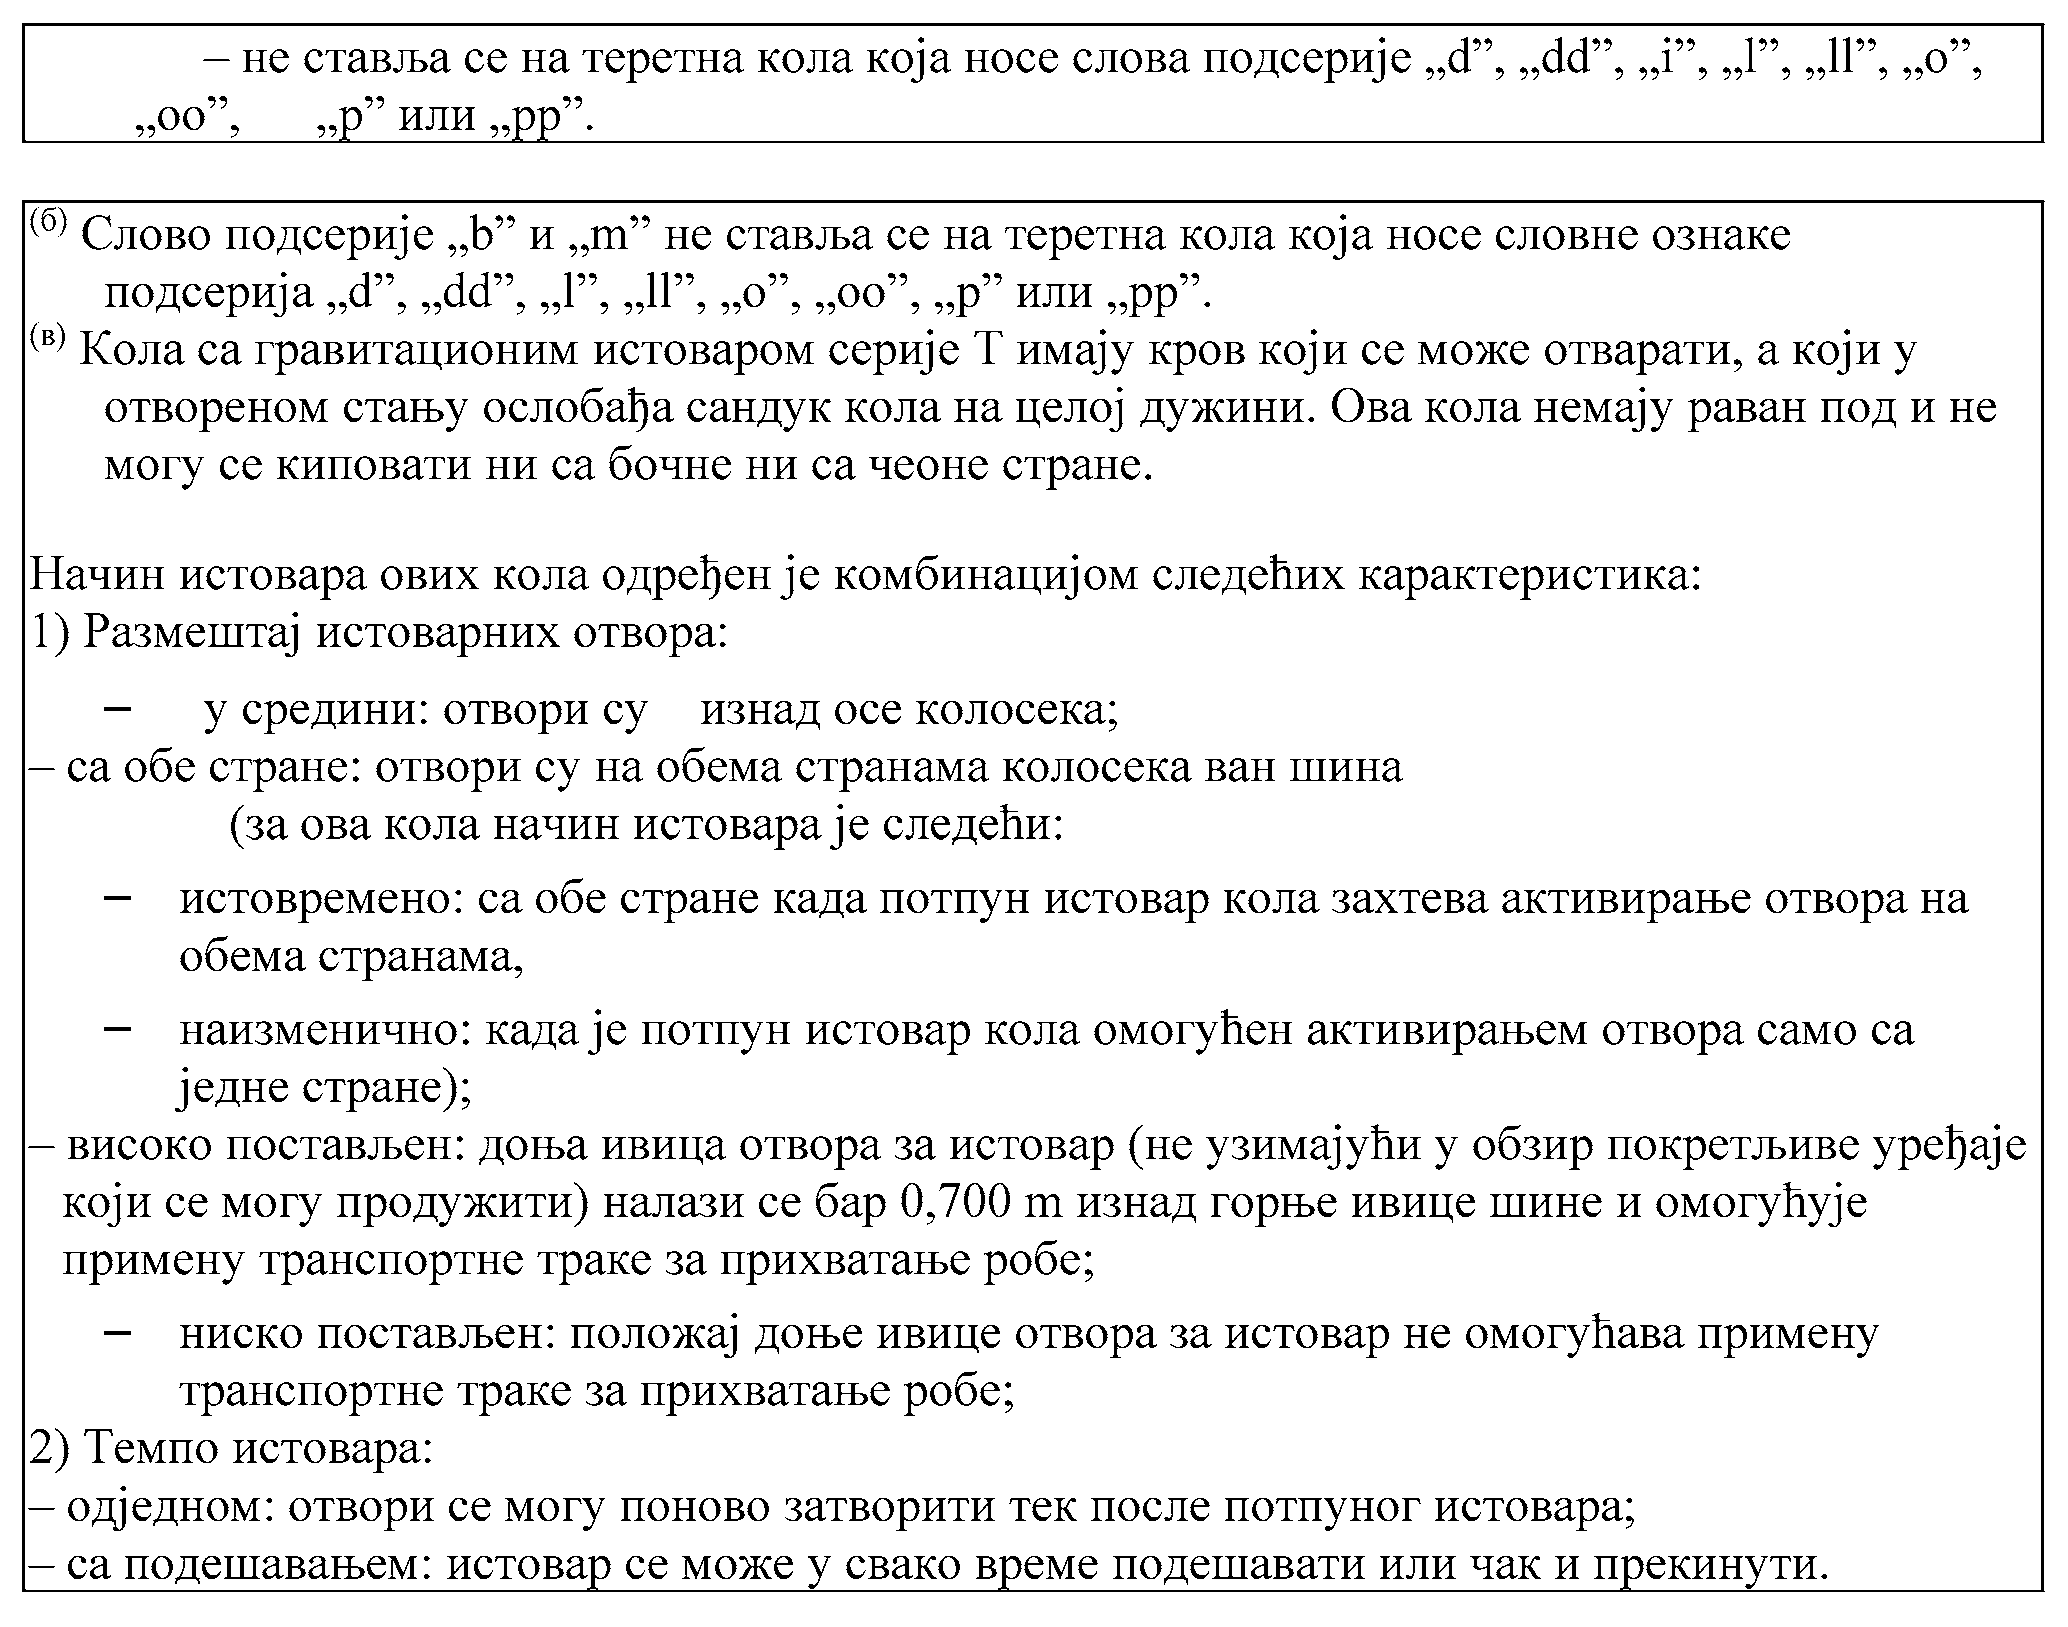 – не ставља се на теретна кола која носе слова подсерије „d”, „dd”, „i”, „l”, „ll”, „o”,
„oo”, „p” или „pp”.
(б) Слово подсерије „b” и „m” не ставља се на теретна кола која носе словне ознаке
подсерија „d”, „dd”, „l”, „ll”, „o”, „oo”, „p” или „pp”.
(в) Кола са гравитационим истоваром серије Т имају кров који се може отварати, а који у
отвореном стању ослобађа сандук кола на целој дужини. Ова кола немају раван под и не
могу се киповати ни са бочне ни са чеоне стране.
Начин истовара ових кола одређен је комбинацијом следећих карактеристика:
1) Размештај истоварних отвора:
– у средини: отвори су изнад осе колосека;
– са обе стране: отвори су на обема странама колосека ван шина
(за ова кола начин истовара је следећи:
– истовремено: са обе стране када потпун истовар кола захтева активирање отвора на
обема странама,
– наизменично: када је потпун истовар кола омогућен активирањем отвора само са
једне стране);
– високо постављен: доња ивица отвора за истовар (не узимајући у обзир покретљиве уређаје
који се могу продужити) налази се бар 0,700 m изнад горње ивице шине и омогућује
примену транспортне траке за прихватање робе;
– ниско постављен: положај доње ивице отвора за истовар не омогућава примену
транспортне траке за прихватање робе;
2) Темпо истовара:
– одједном: отвори се могу поново затворити тек после потпуног истовара;
– са подешавањем: истовар се може у свако време подешавати или чак и прекинути.